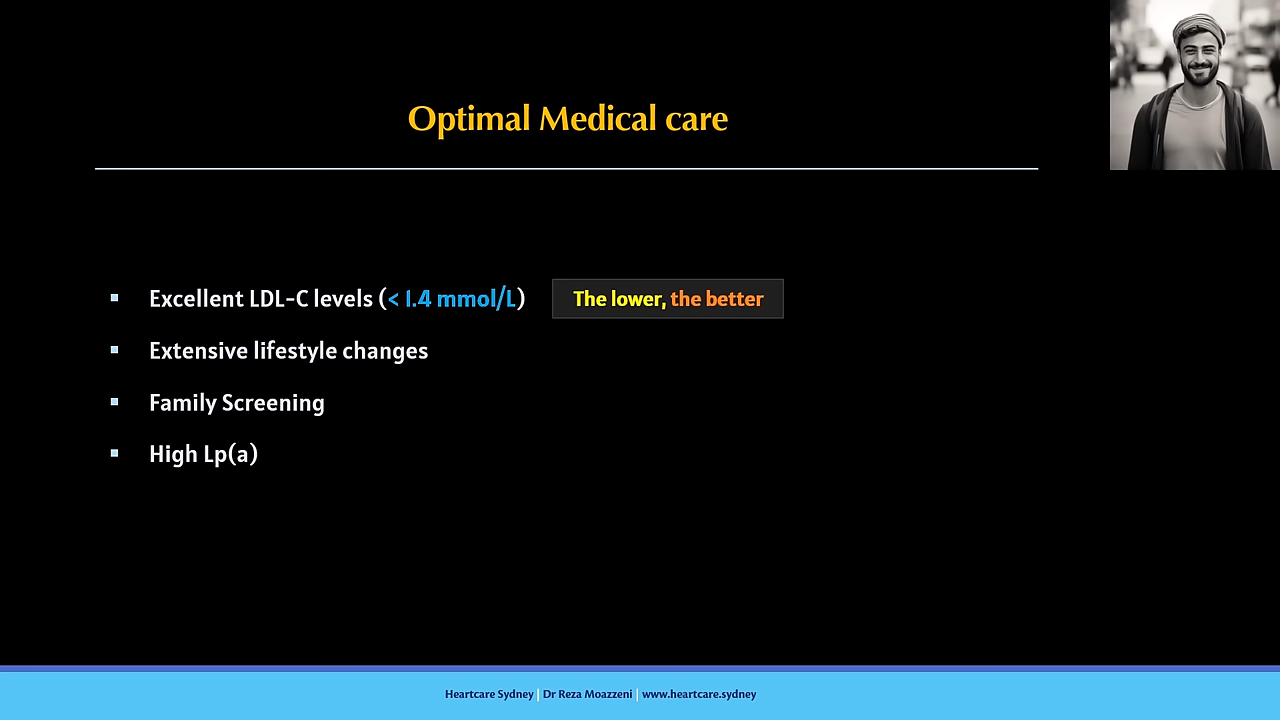 Optimal Medical care
Excellent LDL-C levels (< 1.4 mmol/L) The lower, the better
Extensive lifestyle changes
Family Screening
High Lp(a)
Heartcare Sydney | Dr Reza Moazzeni | www.heartcare.sydney